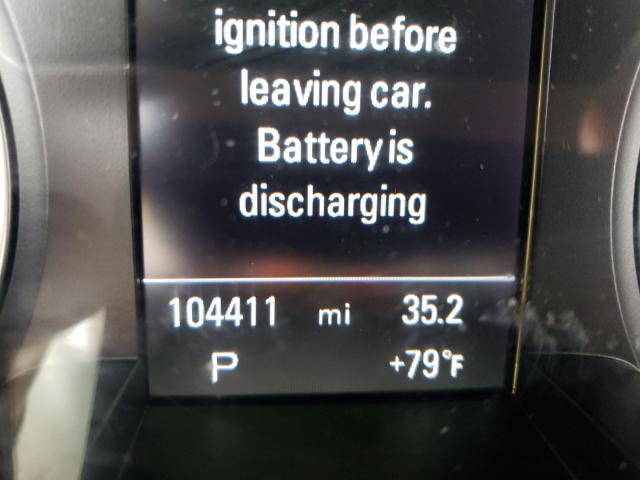 ignition before
leaving car.
Battery is
discharging
104411 mi 35.2
P +79°F